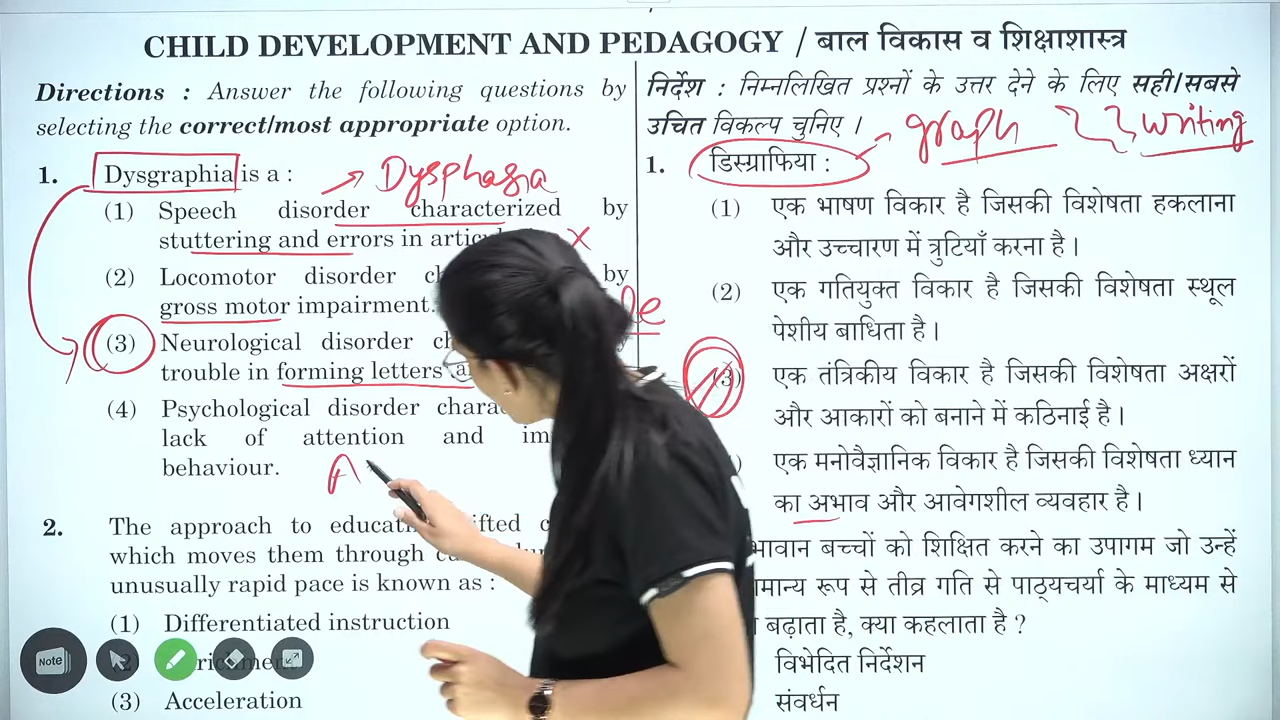 CHILD DEVELOPMENT AND PEDAGOGY / बाल विकास व शिक्षाशास्त्र
Directions : Answer the following questions by
selecting the correct/most appropriate option.
1. Dysgraphia is a :
Dysphasia
(1) Speech disorder characterized by
stuttering and errors in
(2) Locomotor disorder by
gross motor impairment.
(3) Neurological disorder
trouble in forming letters
(4) Psychological disorder
lack of attention and
behaviour.
A
2. The approach to
which moves them through
unusually rapid pace is known as :
(1) Differentiated instruction
(3) Acceleration
Note
निर्देश : निम्नलिखित प्रश्नों के उत्तर देने के लिए सही/सबसे
उचित विकल्प चुनिए ।
graph writing
1. डिस्ग्राफिया :
(1) एक भाषण विकार है जिसकी विशेषता हकलाना
और उच्चारण में त्रुटियाँ करना है ।
(2) एक गतियुक्त विकार है जिसकी विशेषता स्थूल
पेशीय बाधिता है ।
(3) एक तंत्रिकीय विकार है जिसकी विशेषता अक्षरों
और आकारों को बनाने में कठिनाई है ।
एक मनोवैज्ञानिक विकार है जिसकी विशेषता ध्यान
का अभाव और आवेगशील व्यवहार है ।
बच्चों को शिक्षित करने का उपागम जो उन्हें
रूप से तीव्र गति से पाठ्यचर्या के माध्यम से
बढ़ाता है, क्या कहलाता है ?
विभेदित निर्देशन
संवर्धन